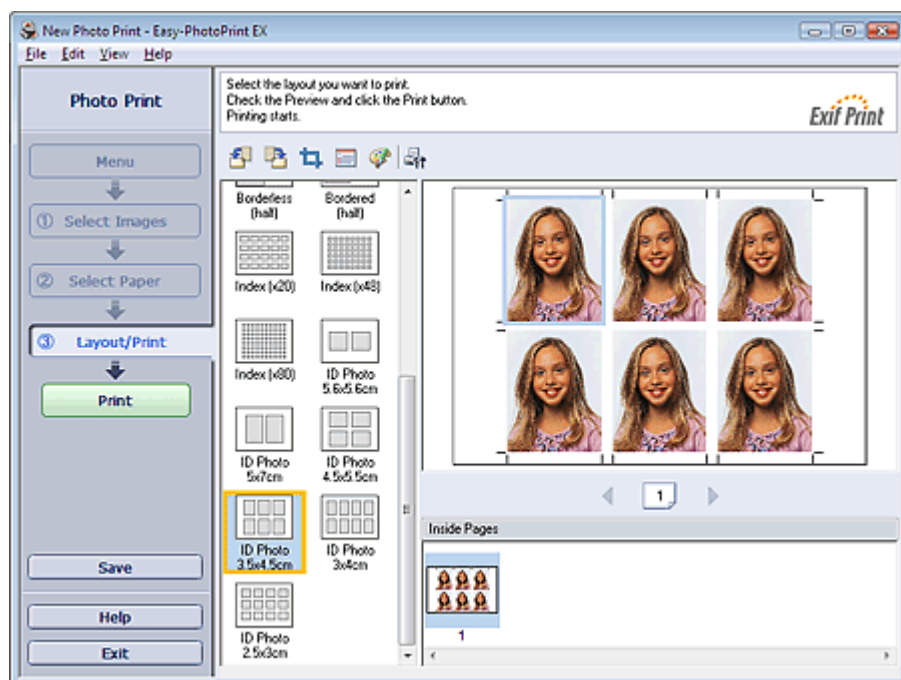 New Photo Print - Easy-PhotoPrint EX
File Edit View Help
Photo Print
Select the layout you want to print.
Check the Preview and click the Print button.
Printing starts.
Exif Print
Menu
① Select Images
② Select Paper
③ Layout/Print
Print
Save
Help
Exit
Borderless
(half)
Bordered
(half)
Index (x20)
Index (x48)
Index (x80)
ID Photo
5.6x5.6cm
ID Photo
5x7cm
ID Photo
4.5x5.5cm
ID Photo
3.5x4.5cm
ID Photo
3x4cm
ID Photo
2.5x3cm
1
Inside Pages
1